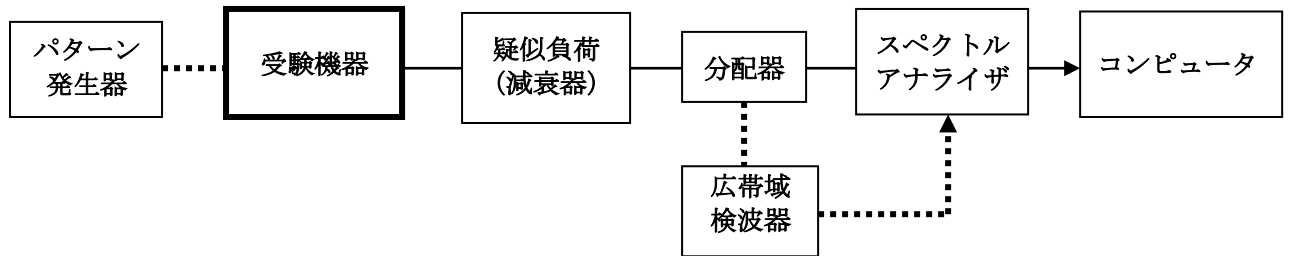 パターン
発生器
受験機器
疑似負荷
(減衰器)
分配器
スペクトル
アナライザ
コンピュータ
広帯域
検波器